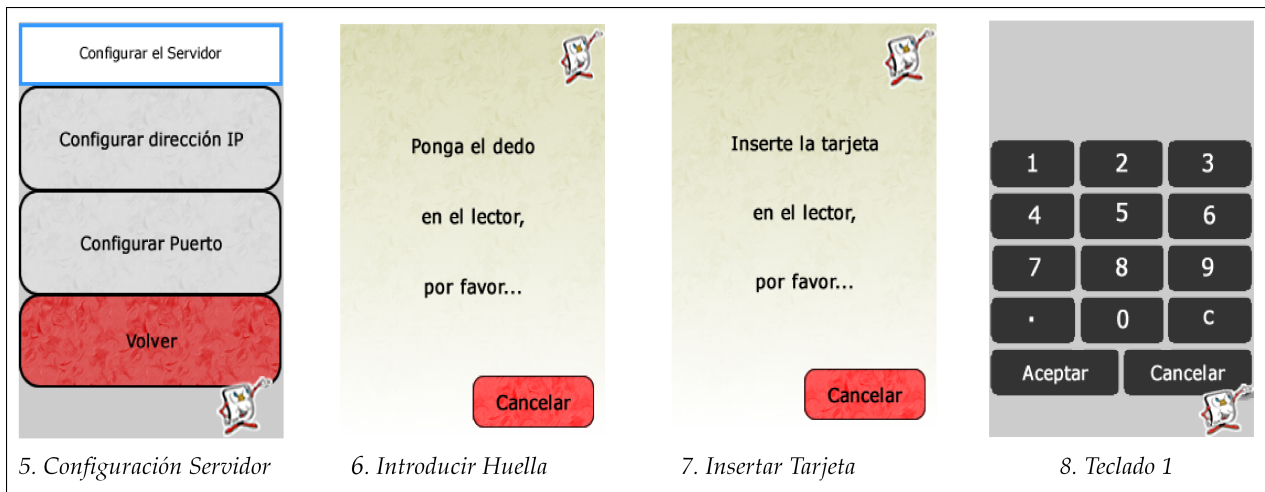 Configurar el Servidor
Configurar dirección IP
Configurar Puerto
Volver
5. Configuración Servidor
Ponga el dedo
en el lector,
por favor...
Cancelar
6. Introducir Huella
Inserte la tarjeta
en el lector,
por favor...
Cancelar
7. Insertar Tarjeta
1 2 3
4 5 6
7 8 9
. 0 C
Aceptar Cancelar
8. Teclado 1